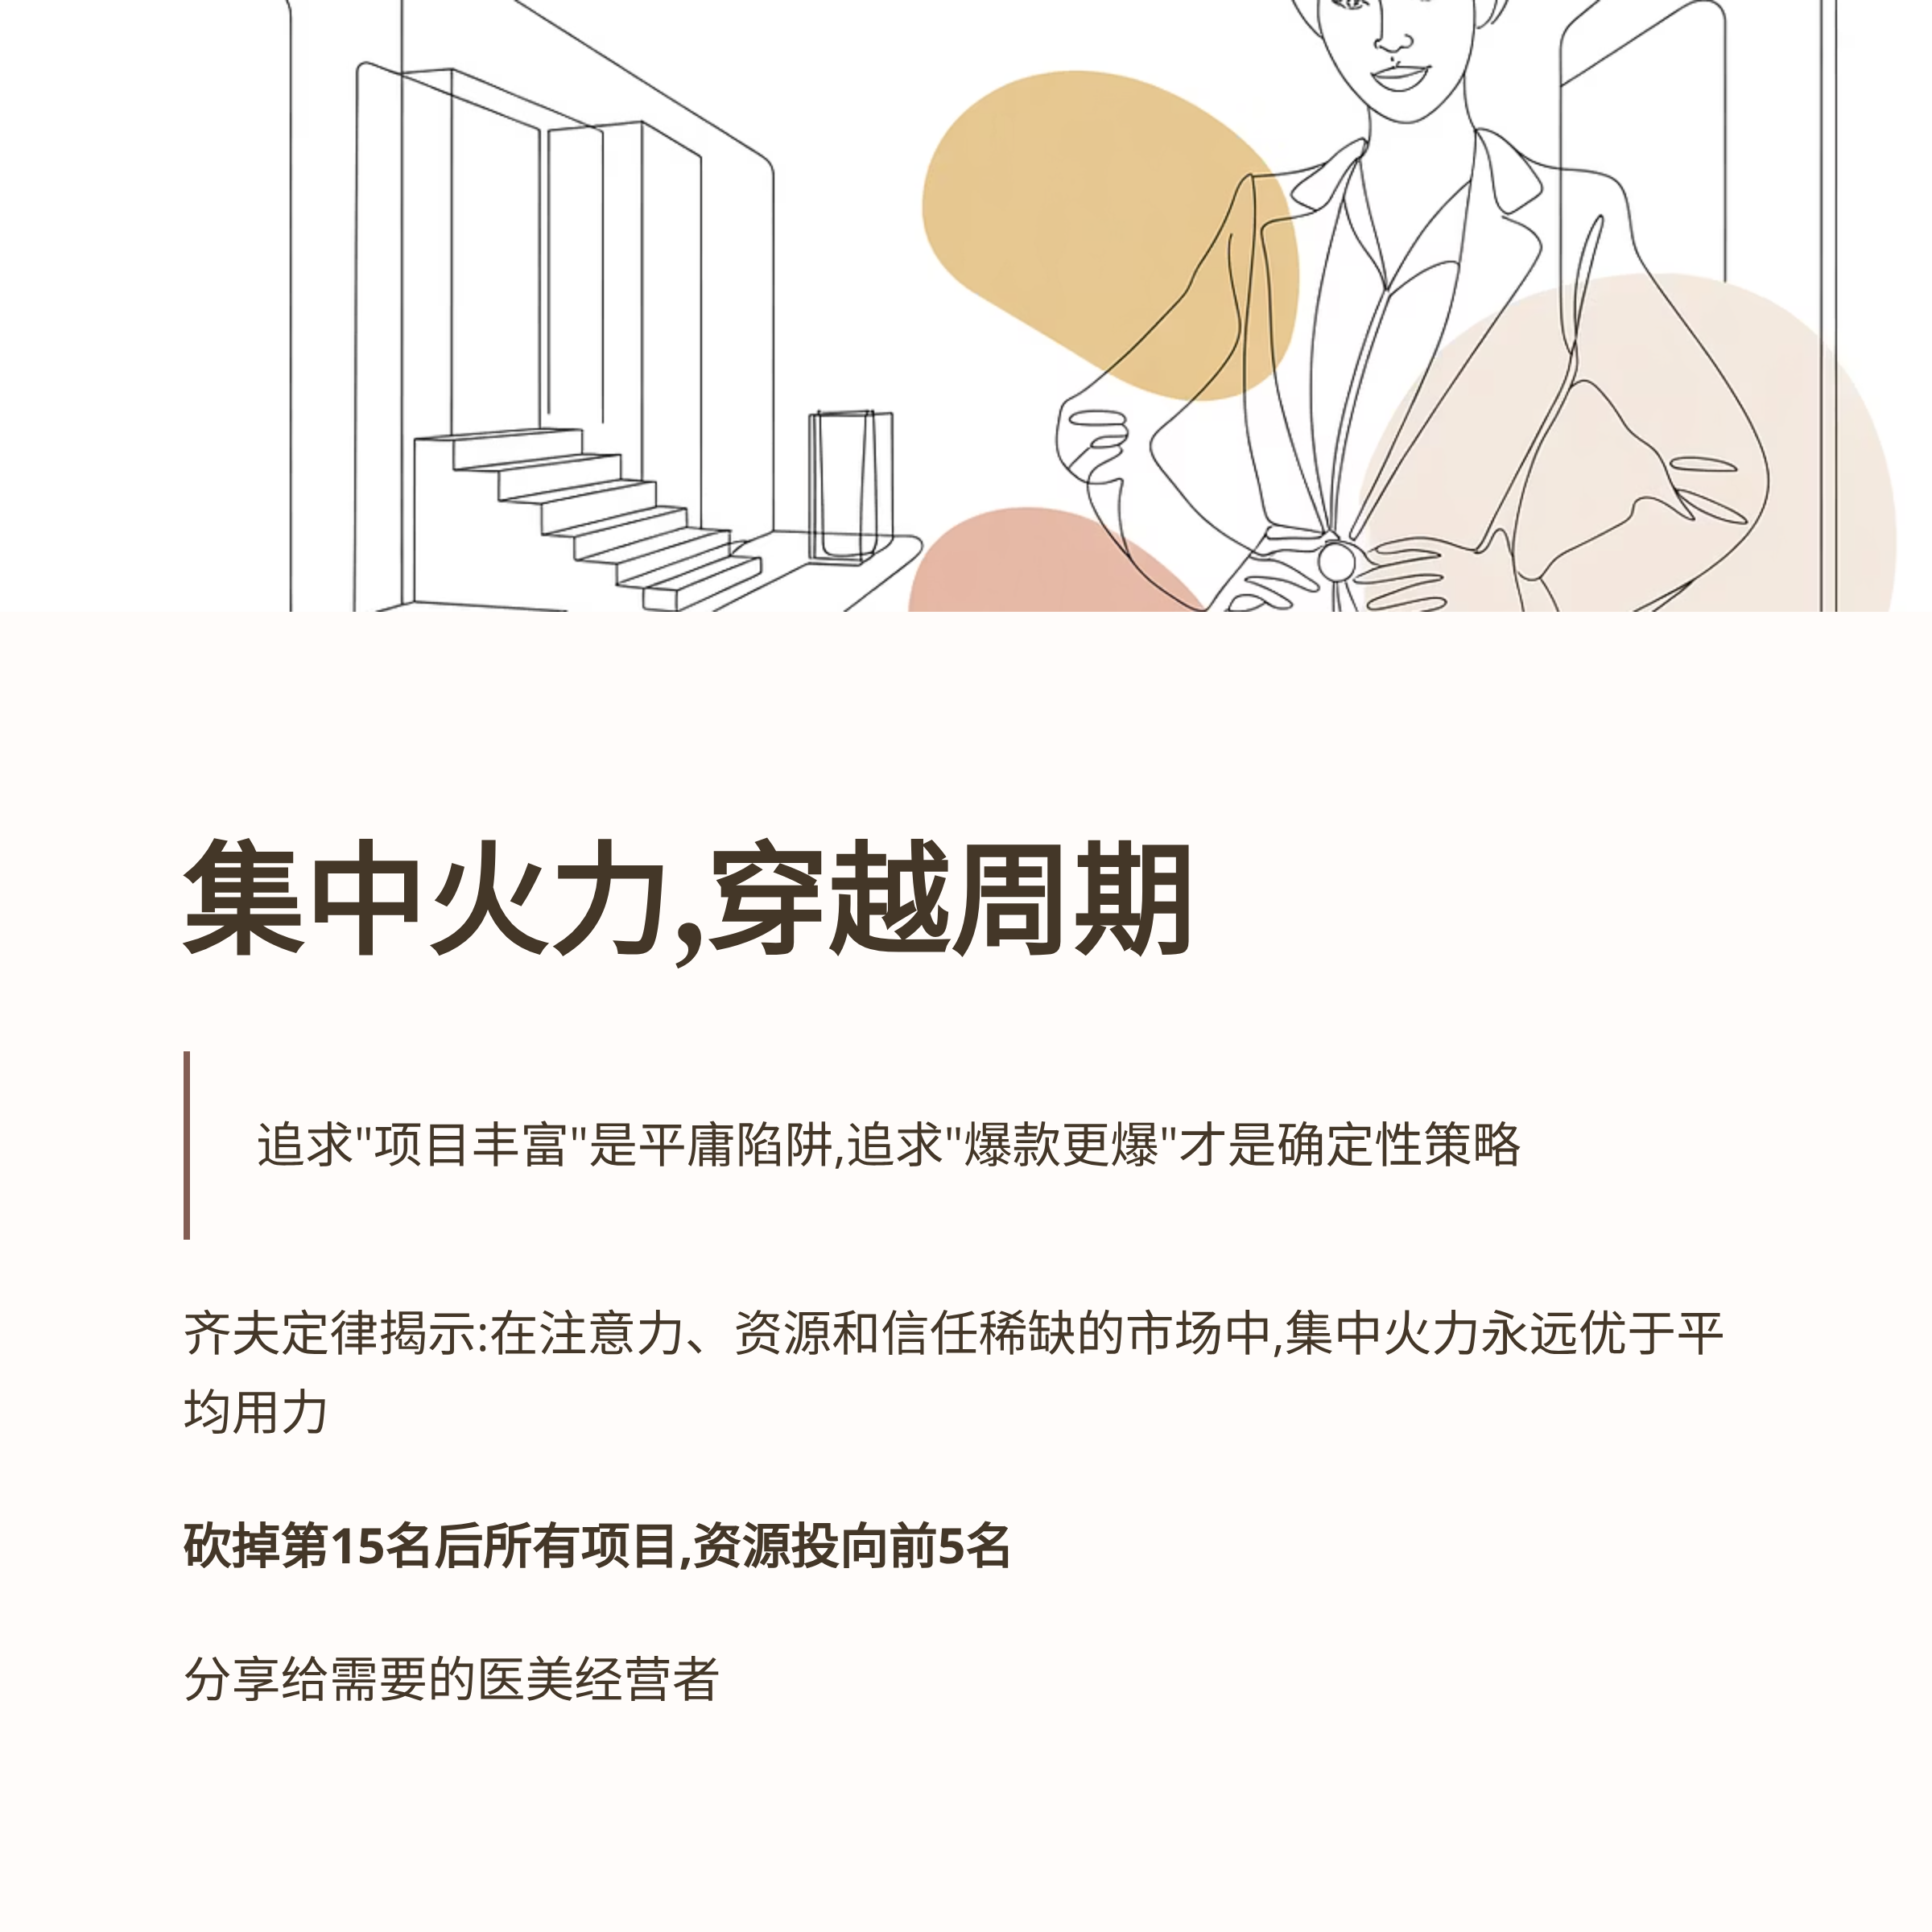 集中火力,穿越周期
追求"项目丰富"是平庸陷阱,追求"爆款更爆"才是确定性策略
齐夫定律揭示:在注意力、资源和信任稀缺的市场中,集中火力永远优于平
均用力
砍掉第15名后所有项目,资源投向前5名
分享给需要的医美经营者